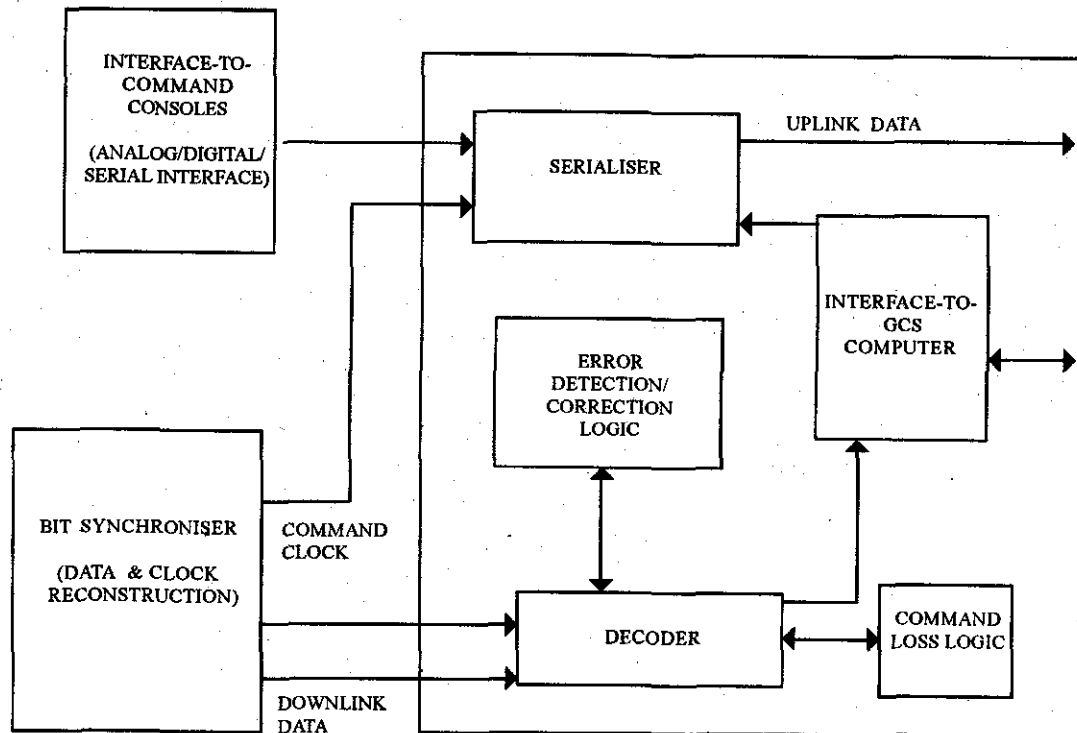 INTERFACE-TO-
COMMAND
CONSOLES
(ANALOG/DIGITAL/
SERIAL INTERFACE)
SERIALISER
UPLINK DATA
INTERFACE-TO-
GCS
COMPUTER
ERROR
DETECTION/
CORRECTION
LOGIC
BIT SYNCHRONISER
(DATA & CLOCK
RECONSTRUCTION)
COMMAND
CLOCK
DECODER
COMMAND
LOSS LOGIC
DOWNLINK
DATA